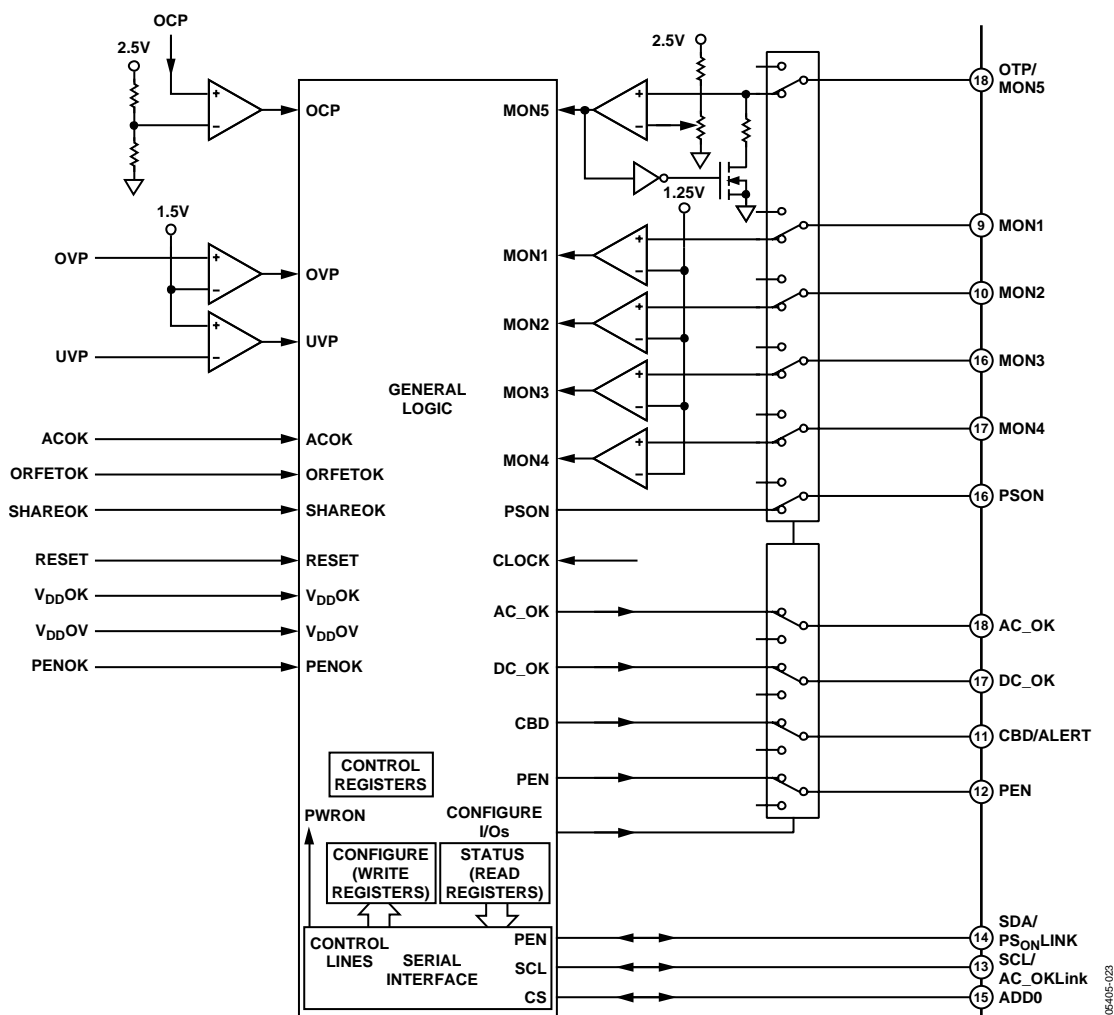 OCP
2.5V
OCP
1.5V
OVP
OVP
UVP
UVP
ACOK
ACOK
ORFETOK
ORFETOK
SHAREOK
SHAREOK
RESET
RESET
VDDOK
VDDOK
VDDOV
VDDOV
PENOK
PENOK
GENERAL
LOGIC
CONTROL
REGISTERS
PWRON
CONFIGURE
I/Os
CONFIGURE
(WRITE
REGISTERS)
STATUS
(READ
REGISTERS)
CONTROL
LINES
SERIAL
INTERFACE
PEN
SCL
CS
MON5
MON1
MON2
MON3
MON4
PSON
CLOCK
AC_OK
DC_OK
CBD
PEN
2.5V
1.25V
+
–
+
–
+
–
+
–
+
–
+
–
+
–
+
–
18 OTP/
MON5
9 MON1
10 MON2
16 MON3
17 MON4
16 PSON
18 AC_OK
17 DC_OK
11 CBD/ALERT
12 PEN
14 SDA/
PSONLINK
13 SCL/
AC_OKLink
15 ADD0
05405-023